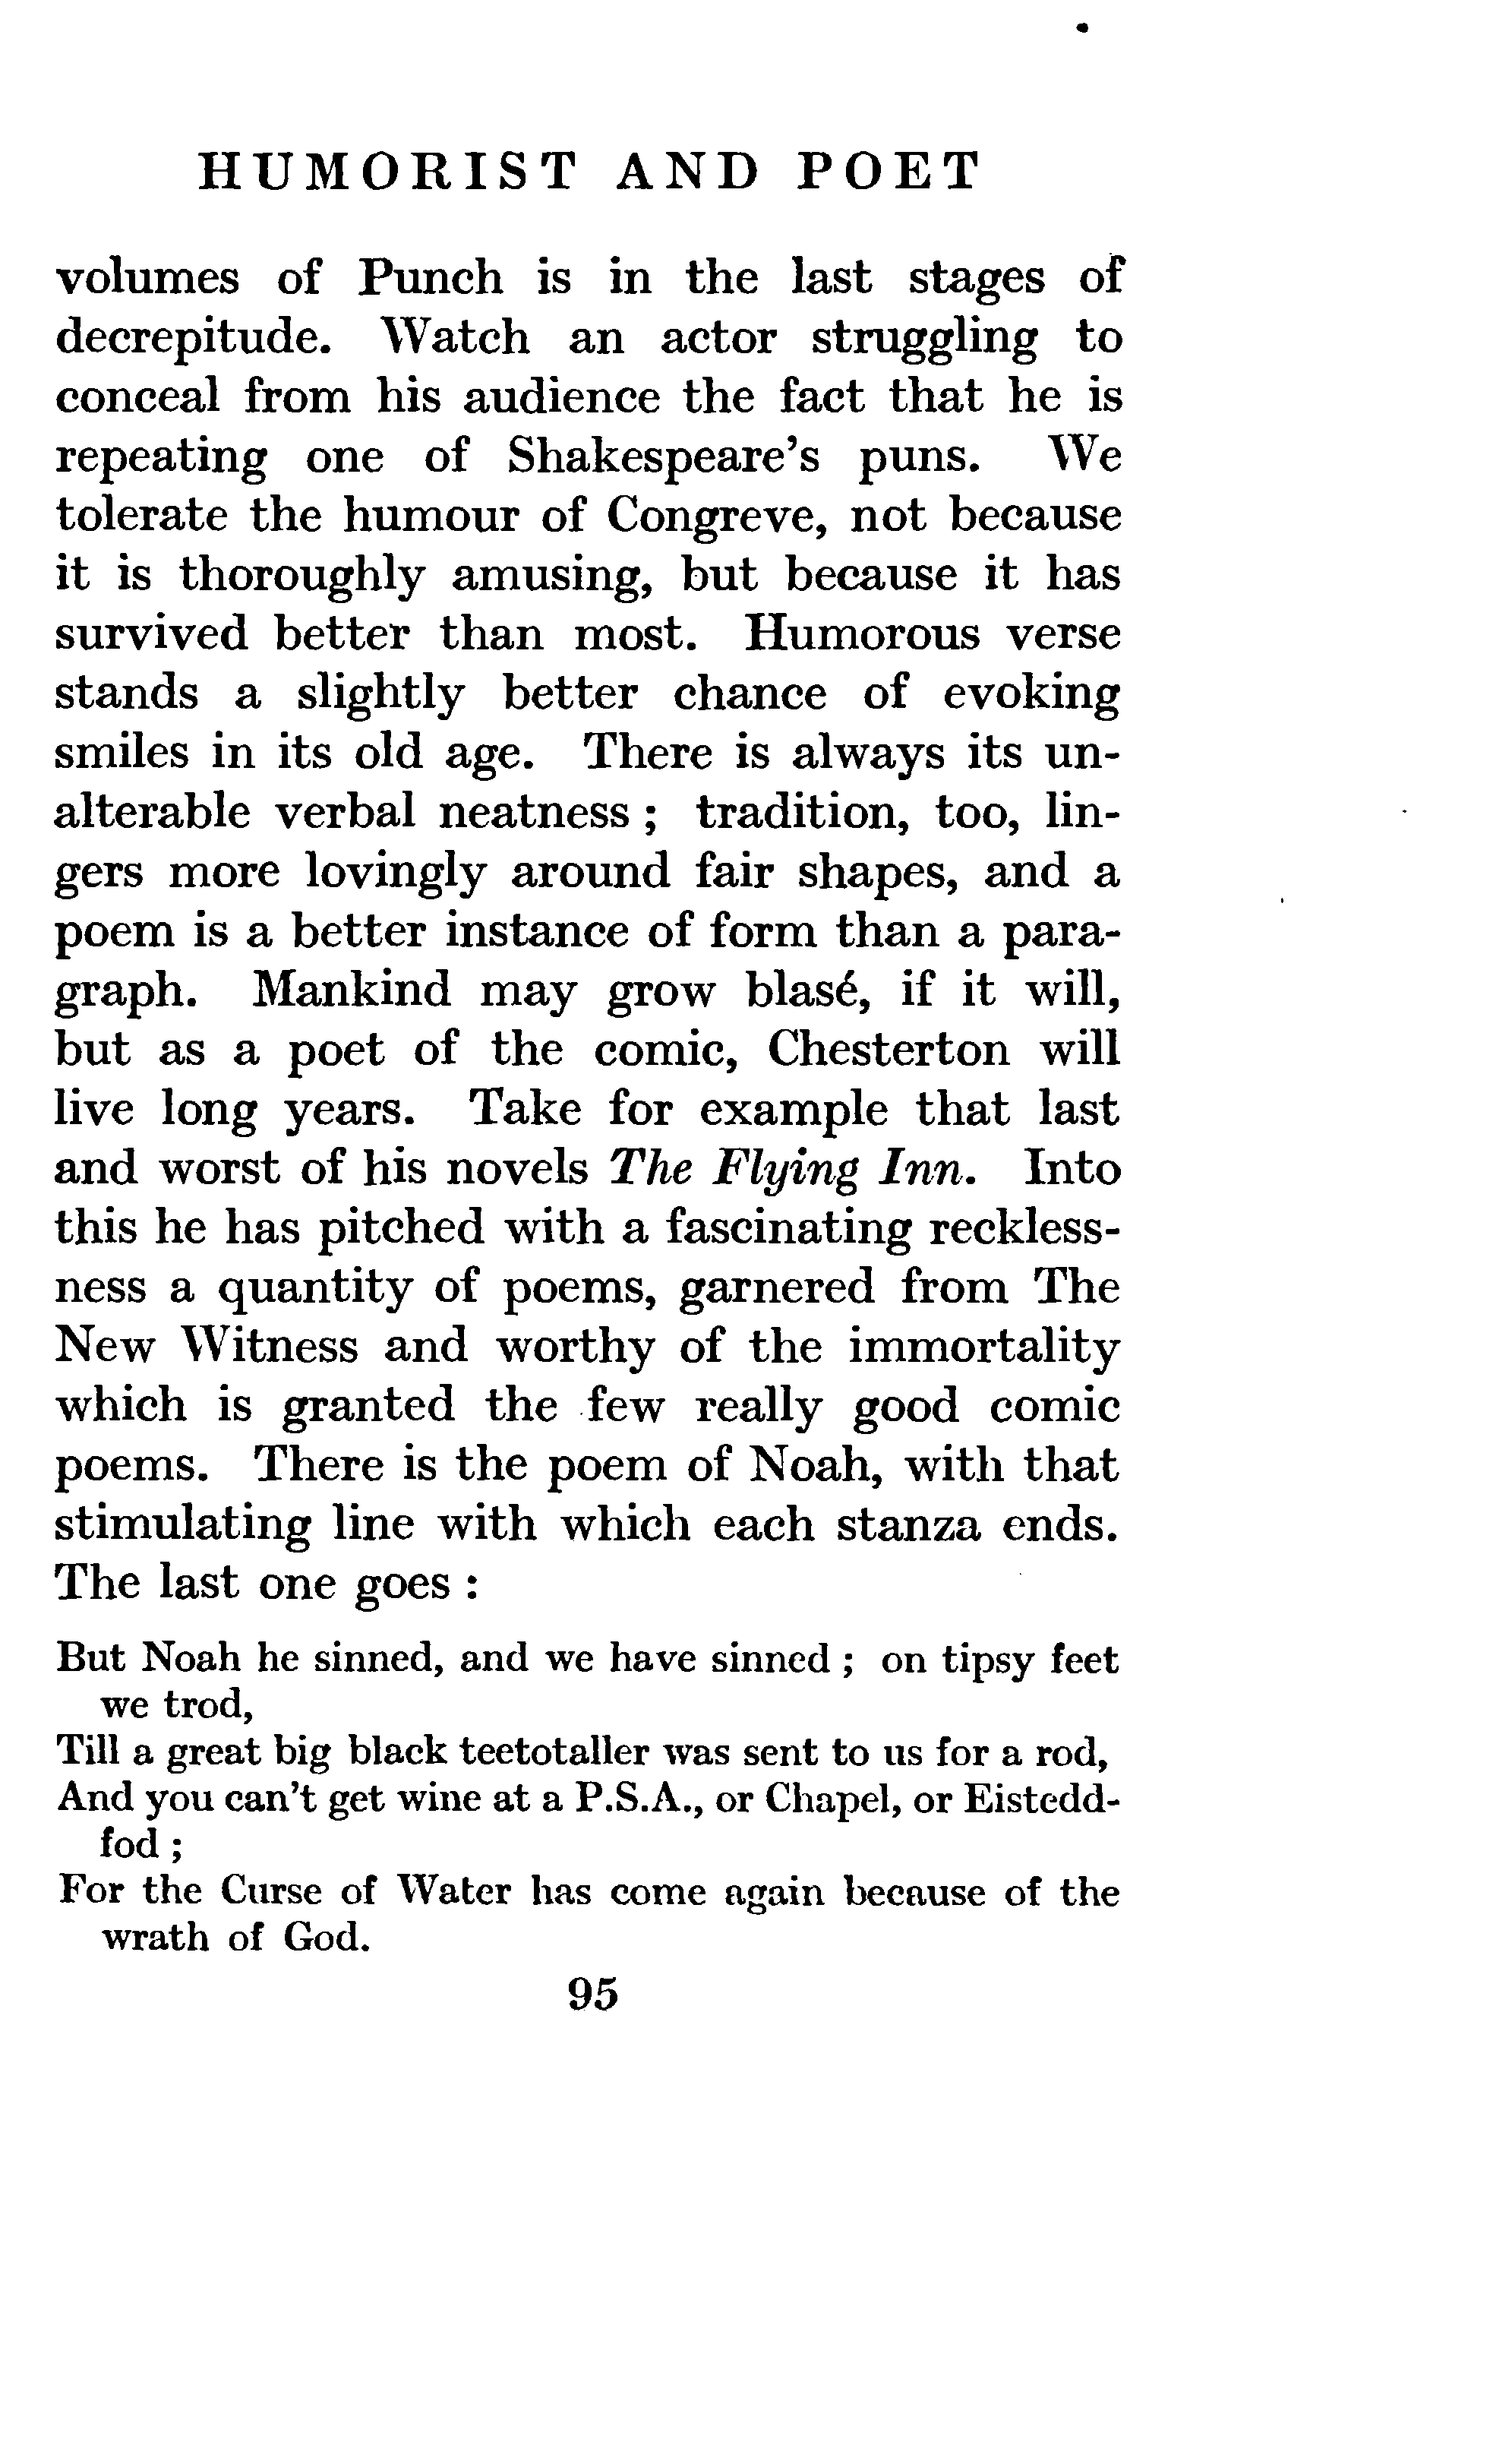 HUMORIST AND POET
volumes of Punch is in the last stages of
decrepitude. Watch an actor struggling to
conceal from his audience the fact that he is
repeating one of Shakespeare's puns. We
tolerate the humour of Congreve, not because
it is thoroughly amusing, but because it has
survived better than most. Humorous verse
stands a slightly better chance of evoking
smiles in its old age. There is always its un-
alterable verbal neatness ; tradition, too, lin-
gers more lovingly around fair shapes, and a
poem is a better instance of form than a para-
graph. Mankind may grow blasé, if it will,
but as a poet of the comic, Chesterton will
live long years. Take for example that last
and worst of his novels The Flying Inn. Into
this he has pitched with a fascinating reckless-
ness a quantity of poems, garnered from The
New Witness and worthy of the immortality
which is granted the few really good comic
poems. There is the poem of Noah, with that
stimulating line with which each stanza ends.
The last one goes :
But Noah he sinned, and we have sinned ; on tipsy feet
we trod,
Till a great big black teetotaller was sent to us for a rod,
And you can't get wine at a P.S.A., or Chapel, or Eistedd-
fod ;
For the Curse of Water has come again because of the
wrath of God.
95